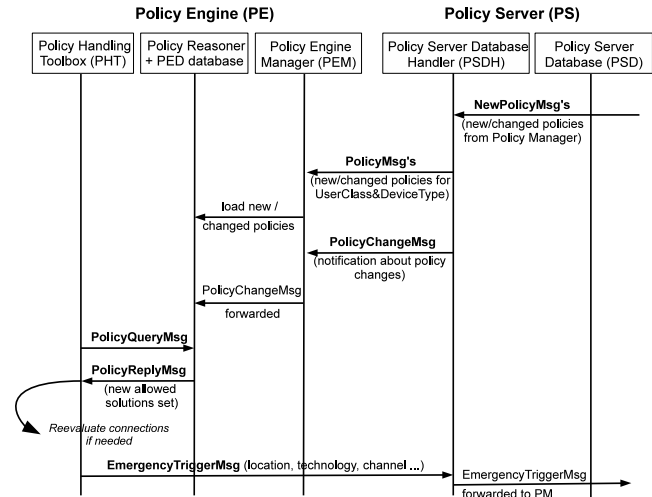 Policy Engine (PE)
Policy Server (PS)
Policy Handling
Toolbox (PHT)
Policy Reasoner
+ PED database
Policy Engine
Manager (PEM)
Policy Server Database
Handler (PSDH)
Policy Server
Database (PSD)
NewPolicyMsg's
(new/changed policies
from Policy Manager)
PolicyMsg's
(new/changed policies for
UserClass&DeviceType)
load new /
changed policies
PolicyChangeMsg
(notification about policy
changes)
PolicyChangeMsg
forwarded
PolicyQueryMsg
PolicyReplyMsg
(new allowed
solutions set)
Reevaluate connections
if needed
EmergencyTriggerMsg (location, technology, channel ...)
EmergencyTriggerMsg
forwarded to PM